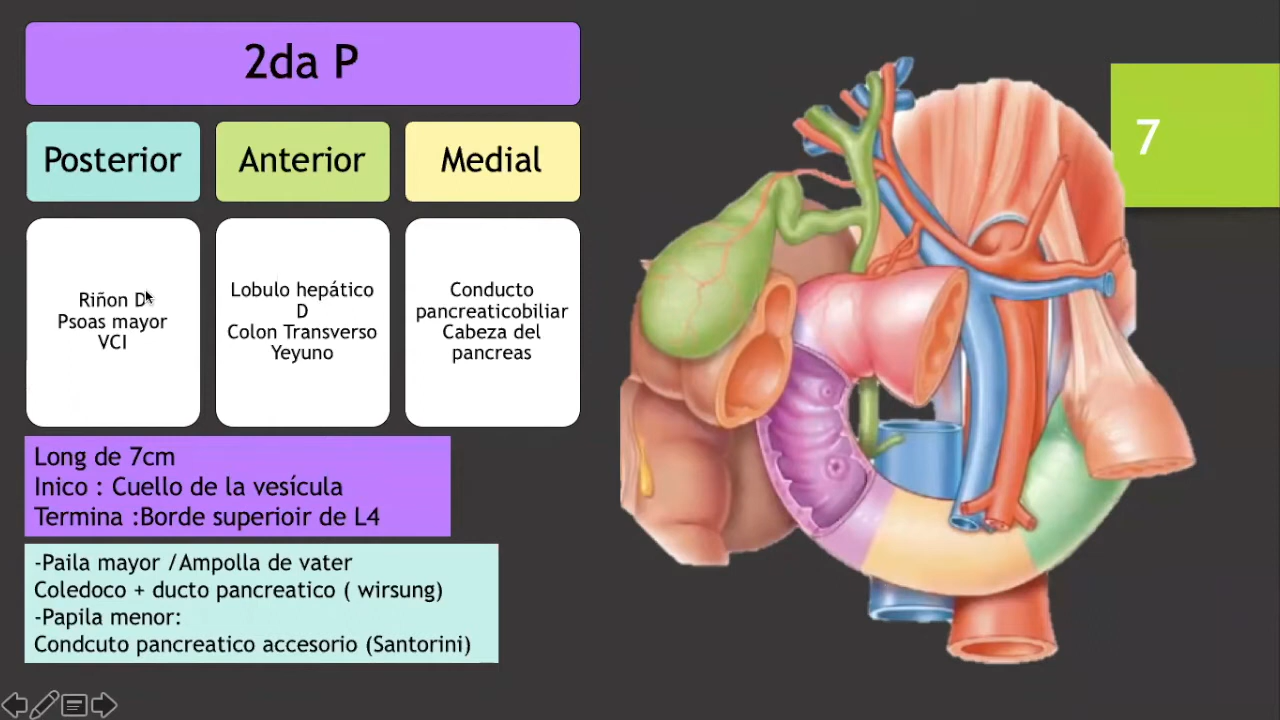 2da P
7
Posterior
Anterior
Medial
Riñon D
Psoas mayor
VCI
Lobulo hepático
D
Colon Transverso
Yeyuno
Conducto
pancreaticobiliar
Cabeza del
pancreas
Long de 7cm
Inico : Cuello de la vesícula
Termina :Borde superioir de L4
-Paila mayor /Ampolla de vater
Coledoco + ducto pancreatico ( wirsung)
-Papila menor:
Condcuto pancreatico accesorio (Santorini)